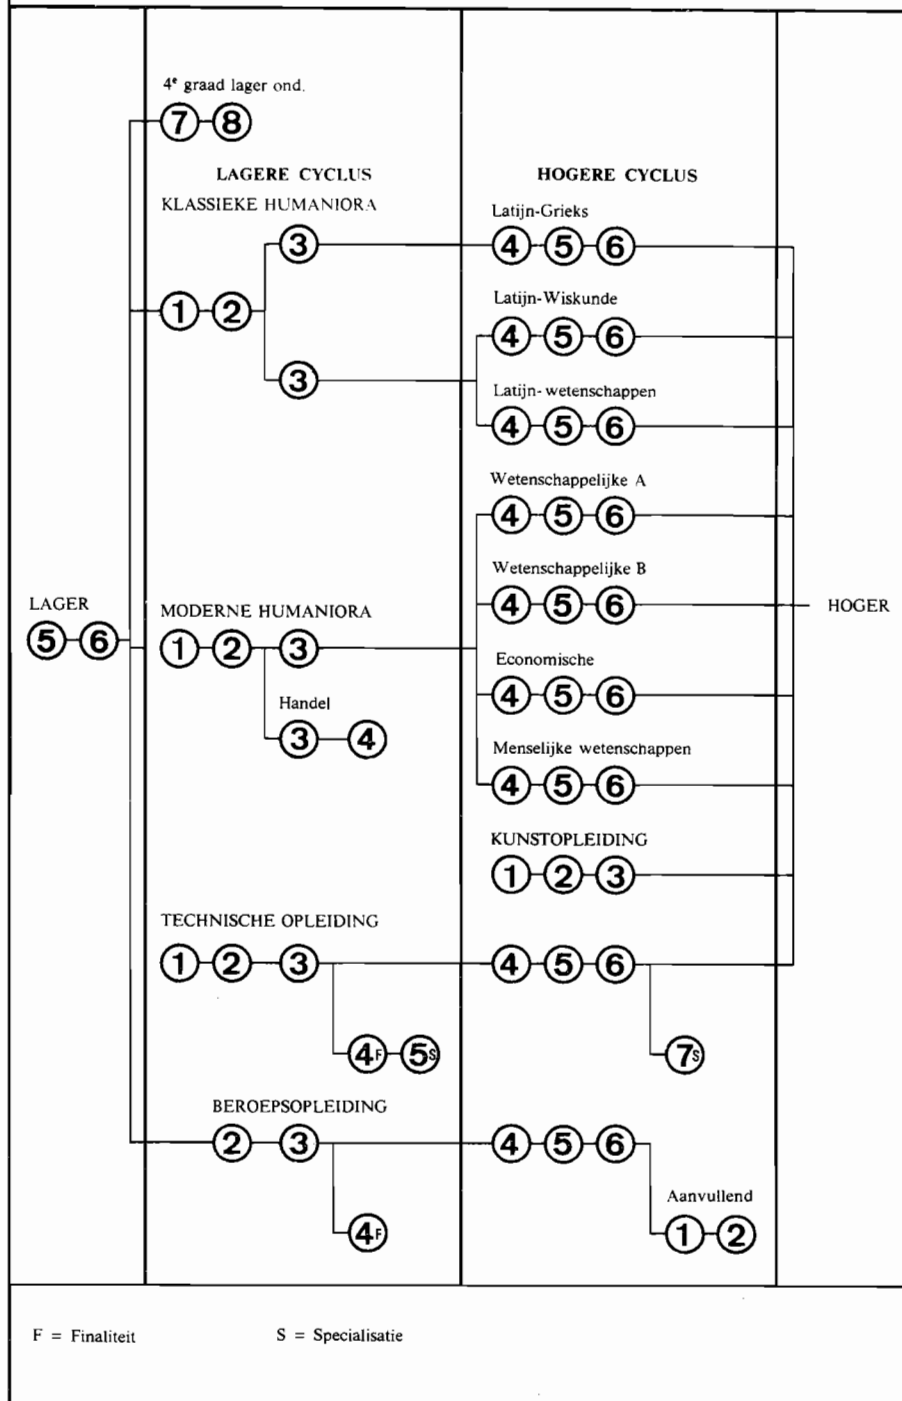 4e graad lager ond.
7 8
LAGERE CYCLUS
HOGERE CYCLUS
KLASSIEKE HUMANIORA
Latijn-Grieks
3
4 5 6
Latijn-Wiskunde
1 2
4 5 6
3
Latijn-wetenschappen
4 5 6
Wetenschappelijke A
4 5 6
Wetenschappelijke B
4 5 6
LAGER
5 6
HOGER
MODERNE HUMANIORA
1 2 3
Economische
4 5 6
Handel
3 4
Menselijke wetenschappen
4 5 6
KUNSTOPLEIDING
1 2 3
TECHNISCHE OPLEIDING
1 2 3
4 5 6
4F 5S
7S
BEROEPSOPLEIDING
2 3
4 5 6
Aanvullend
4F
1 2
F = Finaliteit
S = Specialisatie